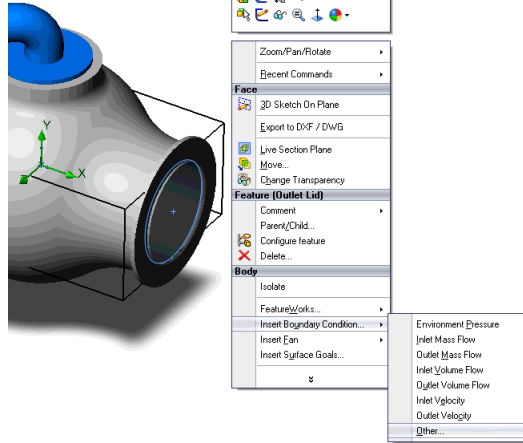 Zoom/Pan/Rotate
Recent Commands
Face
3D Sketch On Plane
Export to DXF / DWG
Live Section Plane
Move...
Change Transparency
Feature (Outlet Lid)
Comment
Parent/Child...
Configure feature
Delete...
Body
Isolate
FeatureWorks...
Insert Boundary Condition...
Insert Fan
Insert Surface Goals...
Environment Pressure
Inlet Mass Flow
Outlet Mass Flow
Inlet Volume Flow
Outlet Volume Flow
Inlet Velocity
Outlet Velocity
Other...
Y
X
Z